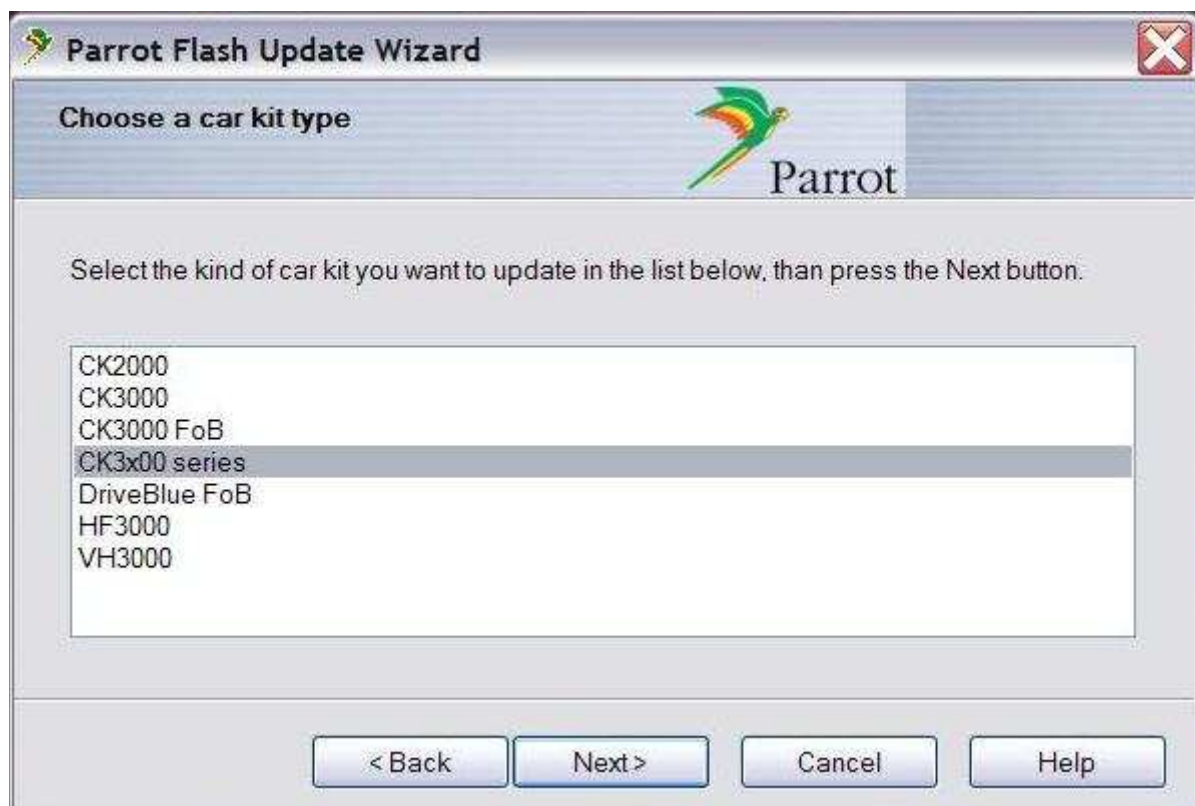 Parrot Flash Update Wizard
Choose a car kit type
Parrot
Select the kind of car kit you want to update in the list below, than press the Next button.
CK2000
CK3000
CK3000 FoB
CK3x00 series
DriveBlue FoB
HF3000
VH3000
< Back Next > Cancel Help